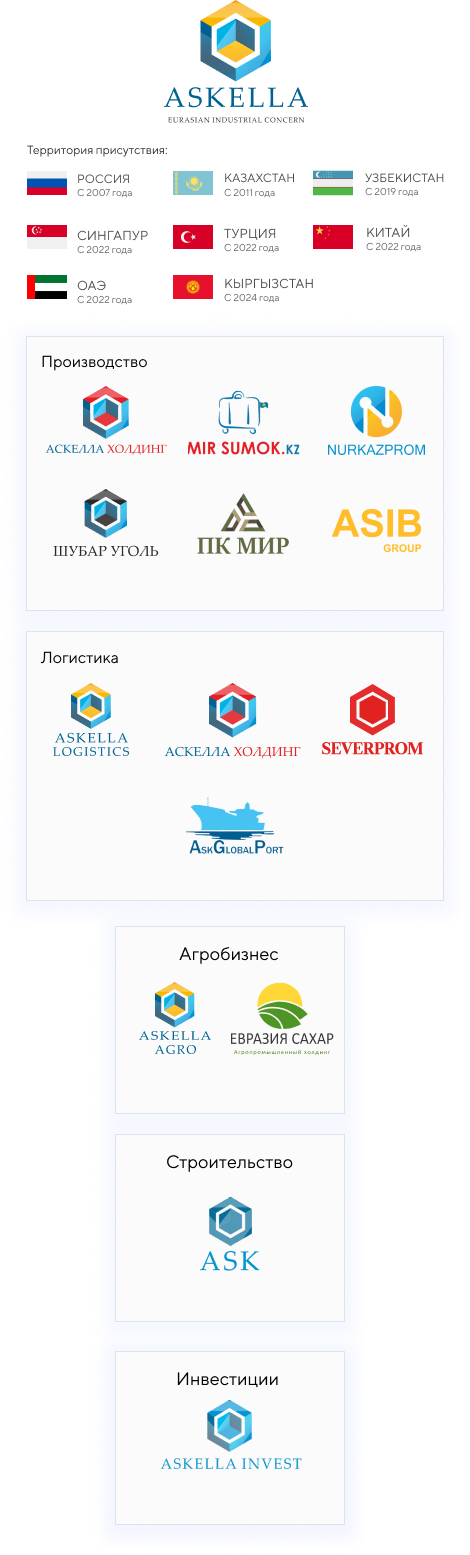 ASKELLA
EURASIAN INDUSTRIAL CONCERN
Территория присутствия:
РОССИЯ
С 2007 года
КАЗАХСТАН
С 2011 года
УЗБЕКИСТАН
С 2019 года
СИНГАПУР
С 2022 года
ТУРЦИЯ
С 2022 года
КИТАЙ
С 2022 года
ОАЭ
С 2022 года
КЫРГЫЗСТАН
С 2024 года
Производство
АСКЕЛЛА ХОЛДИНГ
MIR SUMOK.KZ
NURKAZPROM
ШУБАР УГОЛЬ
ПК МИР
ASIB
GROUP
Логистика
ASKELLA
LOGISTICS
АСКЕЛЛА ХОЛДИНГ
SEVERPROM
ASKGLOBALPORT
Агробизнес
ASKELLA
AGRO
ЕВРАЗИЯ САХАР
Агропромышленный холдинг
Строительство
ASK
Инвестиции
ASKELLA INVEST